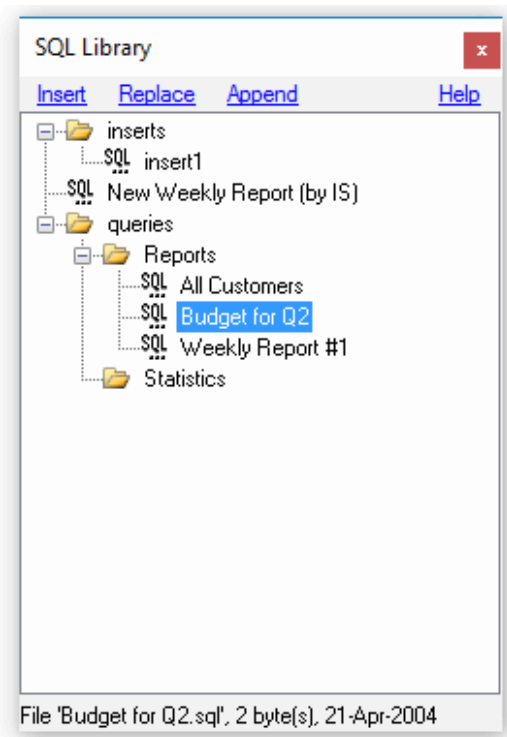 SQL Library x
Insert Replace Append Help
inserts
SQL insert1
SQL New Weekly Report (by IS)
queries
Reports
SQL All Customers
SQL Budget for Q2
SQL Weekly Report #1
Statistics
File 'Budget for Q2.sql', 2 byte(s), 21-Apr-2004